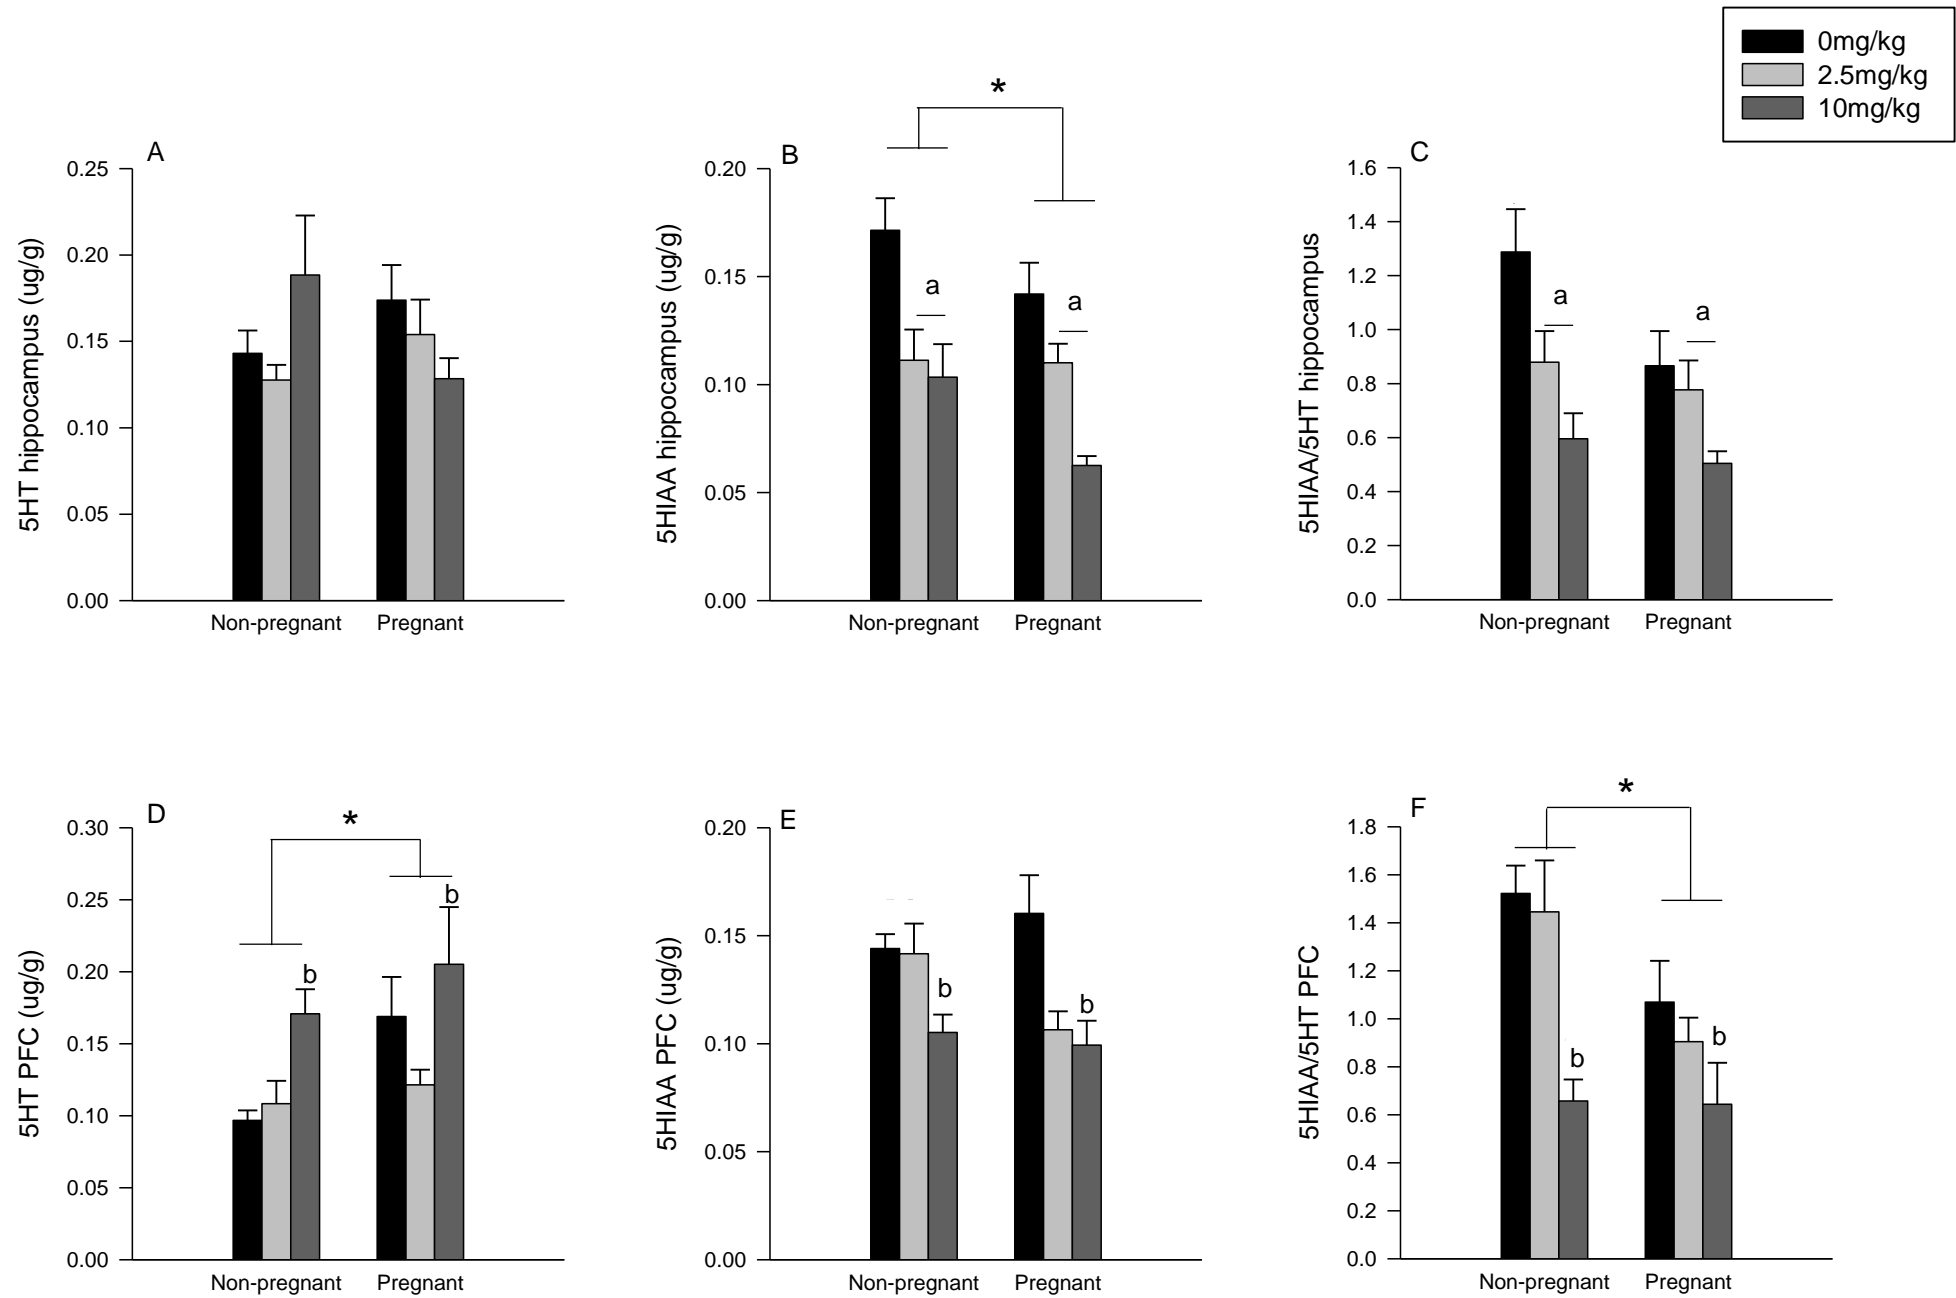 0mg/kg
2.5mg/kg
10mg/kg
A
5HT hippocampus (ug/g)
0.25
0.20
0.15
0.10
0.05
0.00
Non-pregnant Pregnant
B
*
5HIAA hippocampus (ug/g)
0.20
0.15
0.10
0.05
0.00
a
a
Non-pregnant Pregnant
C
5HIAA/5HT hippocampus
1.6
1.4
1.2
1.0
0.8
0.6
0.4
0.2
0.0
a
a
Non-pregnant Pregnant
D
*
5HT PFC (ug/g)
0.30
0.25
0.20
0.15
0.10
0.05
0.00
b
b
Non-pregnant Pregnant
E
5HIAA PFC (ug/g)
0.20
0.15
0.10
0.05
0.00
b
b
Non-pregnant Pregnant
F
*
5HIAA/5HT PFC
1.8
1.6
1.4
1.2
1.0
0.8
0.6
0.4
0.2
0.0
b
b
Non-pregnant Pregnant